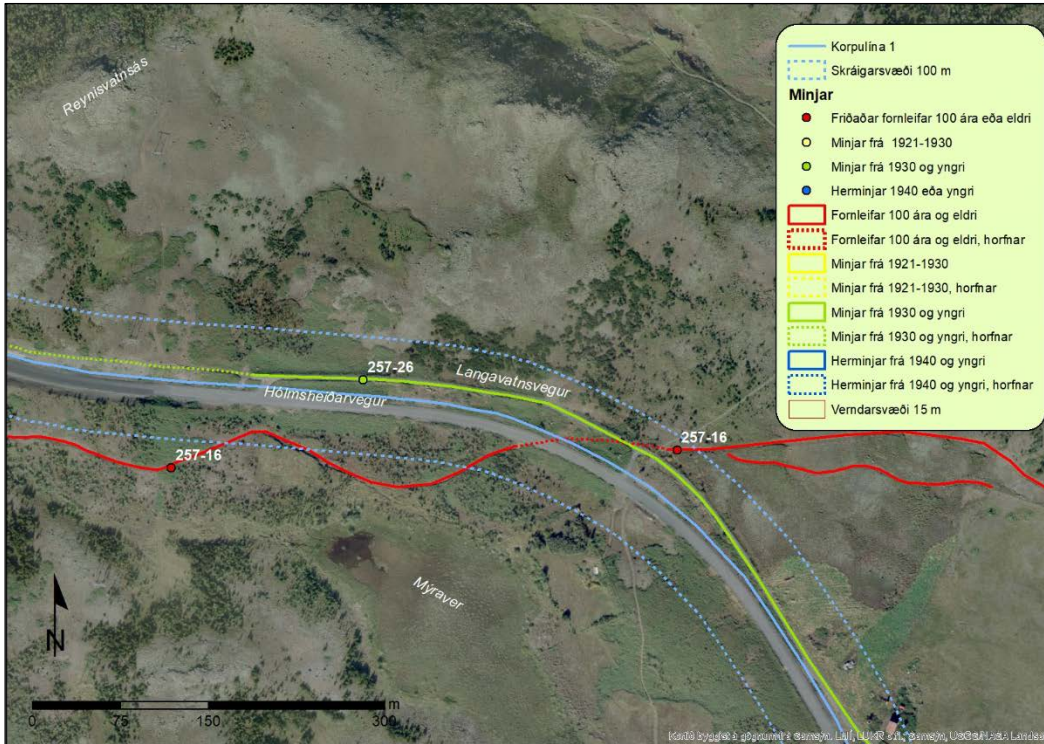 Korpulína 1
Skráigarsvæði 100 m
Minjar
Friðaðar fornleifar 100 ára eða eldri
Minjar frá 1921-1930
Minjar frá 1930 og yngri
Herminjar 1940 eða yngri
Fornleifar 100 ára og eldri
Fornleifar 100 ára og eldri, horfnar
Minjar frá 1921-1930
Minjar frá 1921-1930, horfnar
Minjar frá 1930 og yngri
Minjar frá 1930 og yngri, horfnar
Herminjar frá 1940 og yngri
Herminjar frá 1940 og yngri, horfnar
Verndarsvæði 15 m
Reynisvatnsás
257-26
Langavatnsvegur
Hólmsheiðarvegur
257-16
257-16
Mýraver
N
m
0 75 150 300